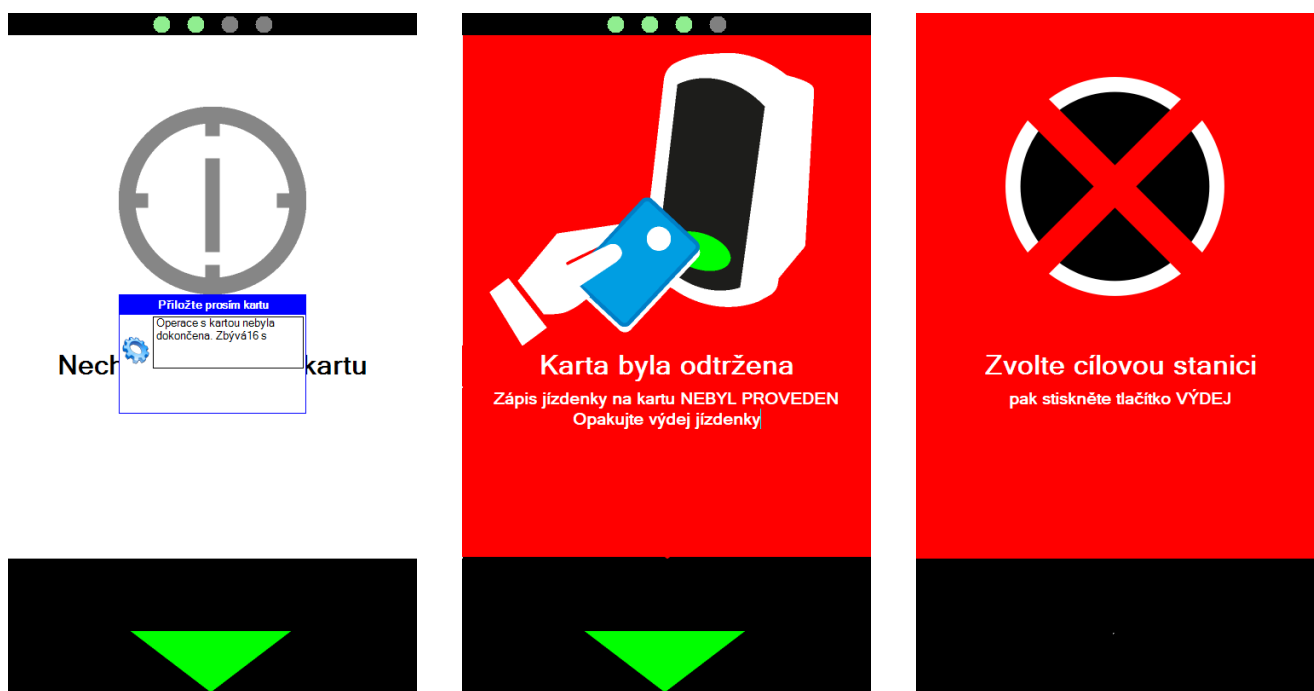 Přiložte prosím kartu
Operace s kartou nebyla
dokončena. Zbývá16 s
kartu
Karta byla odtržena
Zápis jízdenky na kartu NEBYL PROVEDEN
Opakujte výdej jízdenky
Zvolte cílovou stanici
pak stiskněte tlačítko VÝDEJ